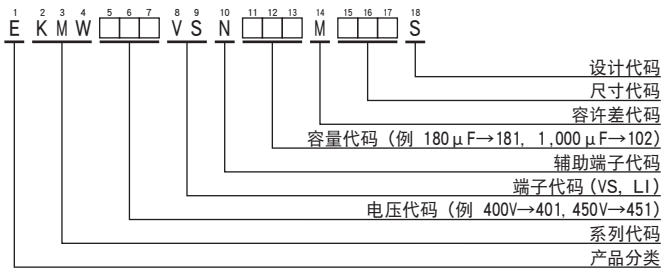 1 2 3 4 5 6 7 8 9 10 11 12 13 14 15 16 17 18
E KMW□□□VSN□□□M□□□S
设计代码
尺寸代码
容许差代码
容量代码 (例 180μF→181, 1,000μF→102)
辅助端子代码
端子代码(VS, LI)
电压代码 (例 400V→401, 450V→451)
系列代码
产品分类